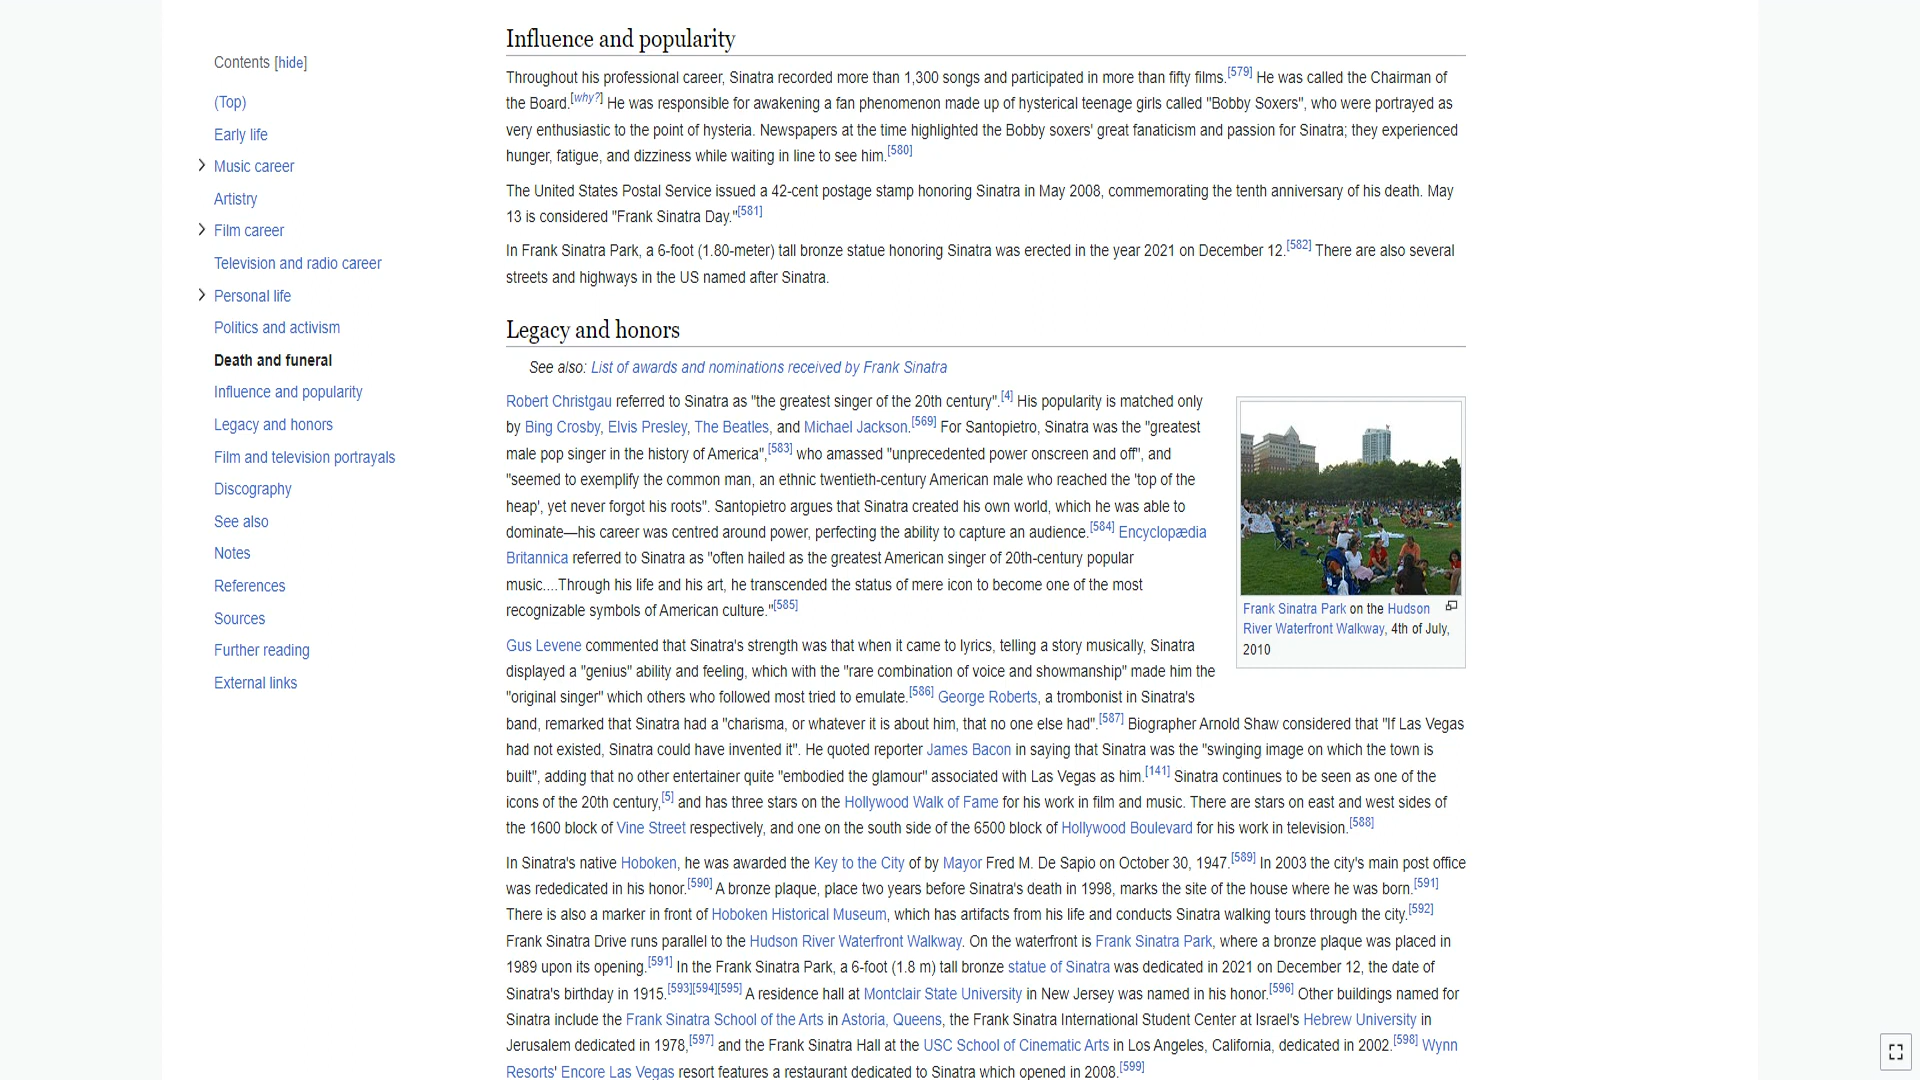 Contents [hide]
(Top)
Early life
Music career
Artistry
Film career
Television and radio career
Personal life
Politics and activism
Death and funeral
Influence and popularity
Legacy and honors
Film and television portrayals
Discography
See also
Notes
References
Sources
Further reading
External links
Influence and popularity
Throughout his professional career, Sinatra recorded more than 1,300 songs and participated in more than fifty films.[579] He was called the Chairman of
the Board.[why?] He was responsible for awakening a fan phenomenon made up of hysterical teenage girls called "Bobby Soxers", who were portrayed as
very enthusiastic to the point of hysteria. Newspapers at the time highlighted the Bobby soxers' great fanaticism and passion for Sinatra; they experienced
hunger, fatigue, and dizziness while waiting in line to see him.[580]
The United States Postal Service issued a 42-cent postage stamp honoring Sinatra in May 2008, commemorating the tenth anniversary of his death. May
13 is considered "Frank Sinatra Day."[581]
In Frank Sinatra Park, a 6-foot (1.80-meter) tall bronze statue honoring Sinatra was erected in the year 2021 on December 12.[582] There are also several
streets and highways in the US named after Sinatra.
Legacy and honors
See also: List of awards and nominations received by Frank Sinatra
Robert Christgau referred to Sinatra as "the greatest singer of the 20th century".[4] His popularity is matched only
by Bing Crosby, Elvis Presley, The Beatles, and Michael Jackson.[569] For Santopietro, Sinatra was the "greatest
male pop singer in the history of America",[583] who amassed "unprecedented power onscreen and off", and
"seemed to exemplify the common man, an ethnic twentieth-century American male who reached the 'top of the
heap', yet never forgot his roots". Santopietro argues that Sinatra created his own world, which he was able to
dominate—his career was centred around power, perfecting the ability to capture an audience.[584] Encyclopædia
Britannica referred to Sinatra as "often hailed as the greatest American singer of 20th-century popular
music....Through his life and his art, he transcended the status of mere icon to become one of the most
recognizable symbols of American culture."[585]
Frank Sinatra Park on the Hudson
River Waterfront Walkway, 4th of July,
2010
Gus Levene commented that Sinatra's strength was that when it came to lyrics, telling a story musically, Sinatra
displayed a "genius" ability and feeling, which with the "rare combination of voice and showmanship" made him the
"original singer" which others who followed most tried to emulate.[586] George Roberts, a trombonist in Sinatra's
band, remarked that Sinatra had a "charisma, or whatever it is about him, that no one else had".[587] Biographer Arnold Shaw considered that "If Las Vegas
had not existed, Sinatra could have invented it". He quoted reporter James Bacon in saying that Sinatra was the "swinging image on which the town is
built", adding that no other entertainer quite "embodied the glamour" associated with Las Vegas as him.[141] Sinatra continues to be seen as one of the
icons of the 20th century,[5] and has three stars on the Hollywood Walk of Fame for his work in film and music. There are stars on east and west sides of
the 1600 block of Vine Street respectively, and one on the south side of the 6500 block of Hollywood Boulevard for his work in television.[588]
In Sinatra's native Hoboken, he was awarded the Key to the City of by Mayor Fred M. De Sapio on October 30, 1947.[589] In 2003 the city's main post office
was rededicated in his honor.[590] A bronze plaque, place two years before Sinatra's death in 1998, marks the site of the house where he was born.[591]
There is also a marker in front of Hoboken Historical Museum, which has artifacts from his life and conducts Sinatra walking tours through the city.[592]
Frank Sinatra Drive runs parallel to the Hudson River Waterfront Walkway. On the waterfront is Frank Sinatra Park, where a bronze plaque was placed in
1989 upon its opening.[591] In the Frank Sinatra Park, a 6-foot (1.8 m) tall bronze statue of Sinatra was dedicated in 2021 on December 12, the date of
Sinatra's birthday in 1915.[593][594][595] A residence hall at Montclair State University in New Jersey was named in his honor.[596] Other buildings named for
Sinatra include the Frank Sinatra School of the Arts in Astoria, Queens, the Frank Sinatra International Student Center at Israel's Hebrew University in
Jerusalem dedicated in 1978,[597] and the Frank Sinatra Hall at the USC School of Cinematic Arts in Los Angeles, California, dedicated in 2002.[598] Wynn
Resorts' Encore Las Vegas resort features a restaurant dedicated to Sinatra which opened in 2008.[599]